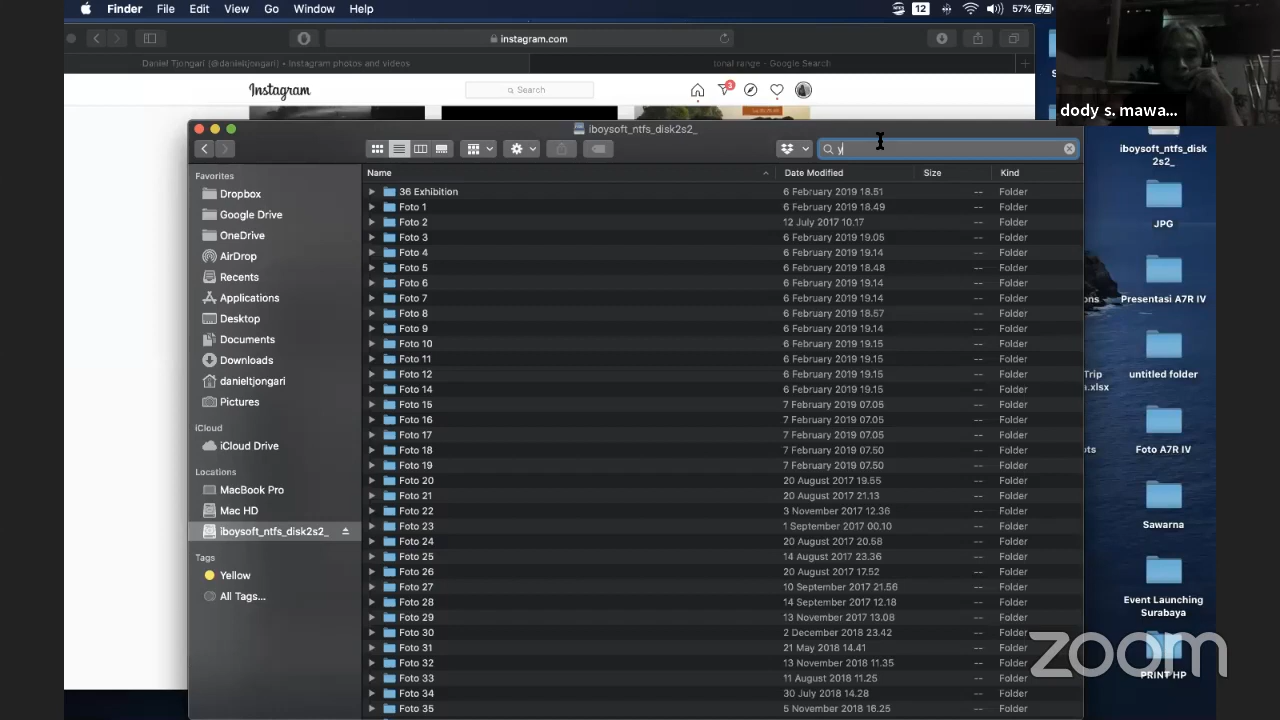 Finder File Edit View Go Window Help 12 57%
instagram.com
Daniel Tjongari (@danieltjongari) • Instagram photos and videos
ional range - Google Search
Instagram
Search
3
dody s. mawa...
iboysoft_ntfs_disk2s2_
y
Favorites
Dropbox
Google Drive
OneDrive
AirDrop
Recents
Applications
Desktop
Documents
Downloads
danieltjongari
Pictures
iCloud
iCloud Drive
Locations
MacBook Pro
Mac HD
iboysoft_ntfs_disk2s2_
Tags
Yellow
All Tags...
Name Date Modified Size Kind
36 Exhibition 6 February 2019 18.51 -- Folder
Foto 1 6 February 2019 18.49 -- Folder
Foto 2 12 July 2017 10.17 -- Folder
Foto 3 6 February 2019 19.05 -- Folder
Foto 4 6 February 2019 19.14 -- Folder
Foto 5 6 February 2019 18.48 -- Folder
Foto 6 6 February 2019 19.14 -- Folder
Foto 7 6 February 2019 19.14 -- Folder
Foto 8 6 February 2019 18.57 -- Folder
Foto 9 6 February 2019 19.14 -- Folder
Foto 10 6 February 2019 19.15 -- Folder
Foto 11 6 February 2019 19.15 -- Folder
Foto 12 6 February 2019 19.15 -- Folder
Foto 14 6 February 2019 19.15 -- Folder
Foto 15 7 February 2019 07.05 -- Folder
Foto 16 7 February 2019 07.05 -- Folder
Foto 17 7 February 2019 07.05 -- Folder
Foto 18 7 February 2019 07.50 -- Folder
Foto 19 7 February 2019 07.50 -- Folder
Foto 20 20 August 2017 19.55 -- Folder
Foto 21 20 August 2017 21.13 -- Folder
Foto 22 3 November 2017 12.36 -- Folder
Foto 23 1 September 2017 00.10 -- Folder
Foto 24 20 August 2017 20.58 -- Folder
Foto 25 14 August 2017 23.36 -- Folder
Foto 26 20 August 2017 17.52 -- Folder
Foto 27 10 September 2017 21.56 -- Folder
Foto 28 14 September 2017 12.18 -- Folder
Foto 29 13 November 2017 13.08 -- Folder
Foto 30 2 December 2018 23.42 -- Folder
Foto 31 21 May 2018 14.41 -- Folder
Foto 32 13 November 2018 11.35 -- Folder
Foto 33 11 August 2018 11.25 -- Folder
Foto 34 30 July 2018 14.28 -- Folder
Foto 35 5 November 2018 16.25 -- Folder
iboysoft_ntfs_disk
2s2_
JPG
ons
Presentasi A7R IV
Trip
a.xlsx
untitled folder
ots
Foto A7R IV
Sawarna
Event Launching
Surabaya
PRINT HP
zoom